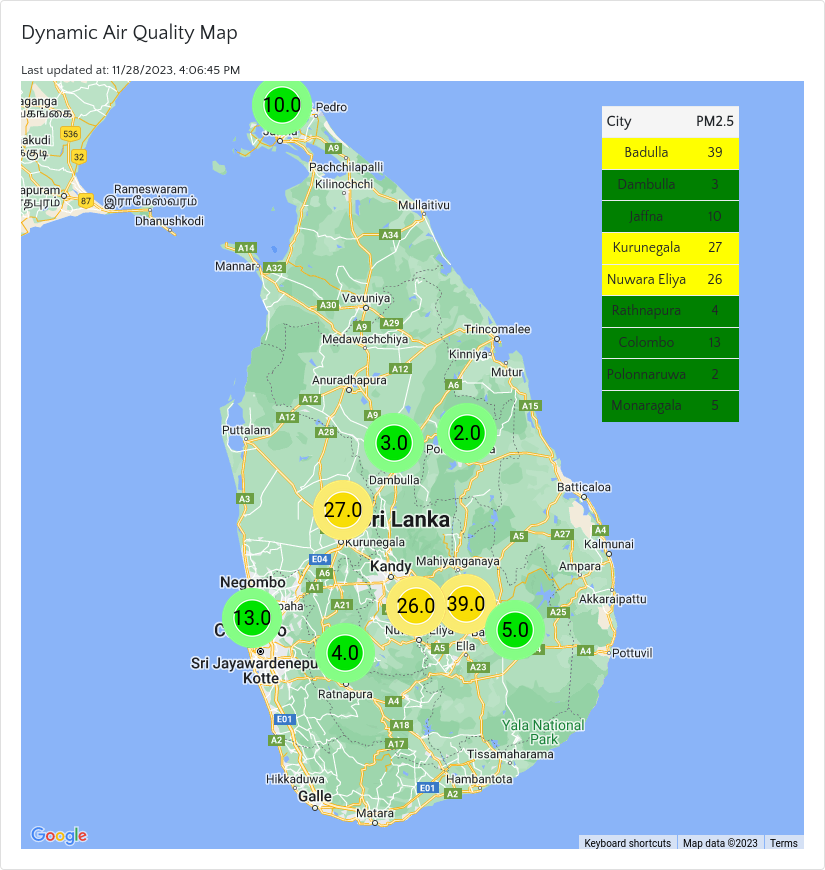 Dynamic Air Quality Map
Last updated at: 11/28/2023, 4:06:45 PM
City PM2.5
Badulla 39
Dambulla 3
Jaffna 10
Kurunegala 27
Nuwara Eliya 26
Rathnapura 4
Colombo 13
Polonnaruwa 2
Monaragala 5
10.0
Pedro
A9
Pachchilapalli
Kilinochchi
536
32
87
Rameswaram
இராமேஸ்வரம்
Dhanushkodi
Mullaitivu
A34
A14
Mannar
A32
Vavuniya
A30
A9
A29
Medawachchiya
Trincomalee
Kinniya
Mutur
A12
Anuradhapura
A6
A12
A12
A9
A15
A28
Puttalam
3.0
2.0
Dambulla
Batticaloa
A3
27.0
ri Lanka
Kurunegala
A5
A27
A4
Kalmunai
E04
A6
Kandy
Mahiyanganaya
Ampara
Negombo
A1
A21
26.0
39.0
Akkaraipattu
A25
13.0
5.0
4.0
A5
Ella
A4
Pottuvil
Sri Jayawardenepu
Kotte
A23
Ratnapura
A4
E01
A18
A2
A17
Yala National
Park
Tissamaharama
Hikkaduwa
Hambantota
Galle
E01
A2
Matara
Google
Keyboard shortcuts
Map data ©2023
Terms